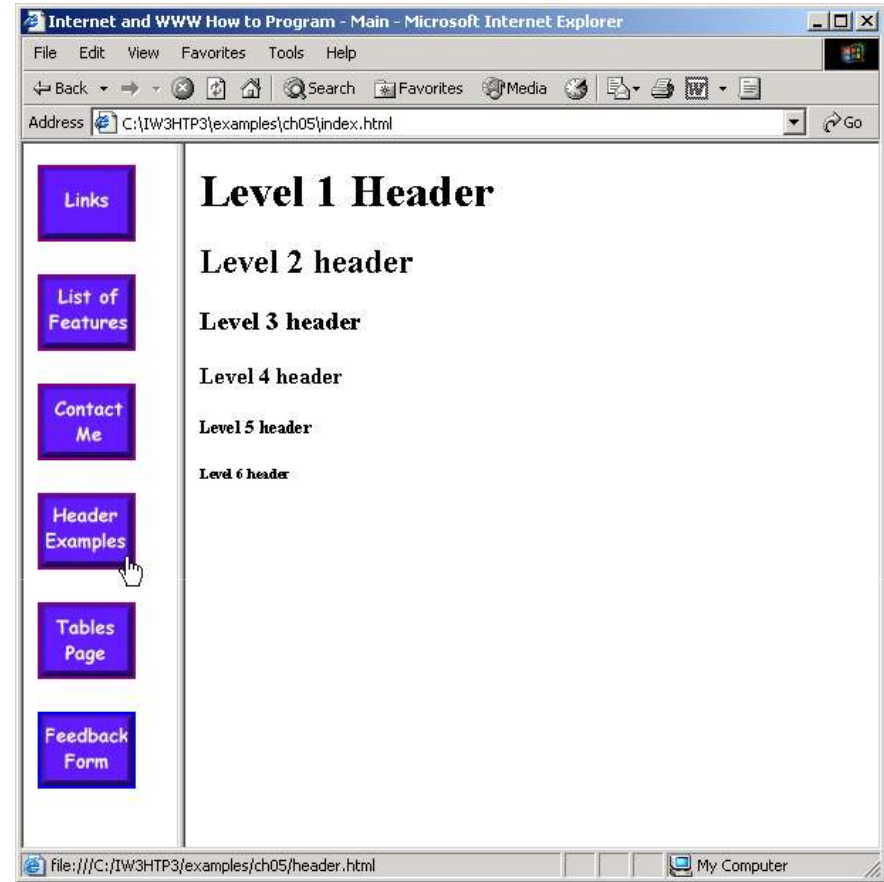 Internet and WWW How to Program - Main - Microsoft Internet Explorer
File Edit View Favorites Tools Help
Back Search Favorites Media
Address C:\IW3HTP3\examples\ch05\index.html Go
Links
List of
Features
Contact
Me
Header
Examples
Tables
Page
Feedback
Form
Level 1 Header
Level 2 header
Level 3 header
Level 4 header
Level 5 header
Level 6 header
file:///C:/IW3HTP3/examples/ch05/header.html My Computer